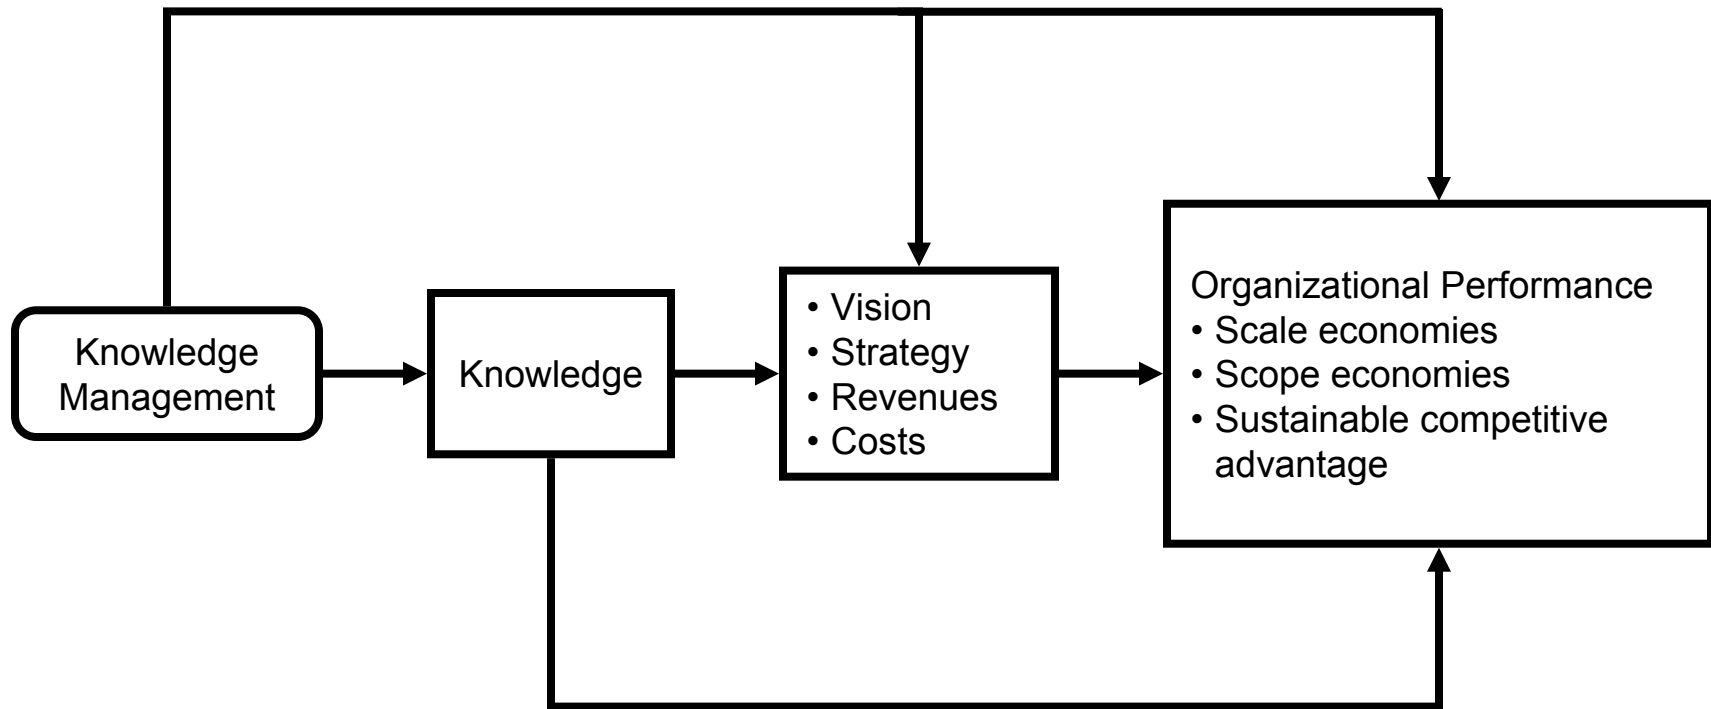 Knowledge
Management
Knowledge
• Vision
• Strategy
• Revenues
• Costs
Organizational Performance
• Scale economies
• Scope economies
• Sustainable competitive
advantage